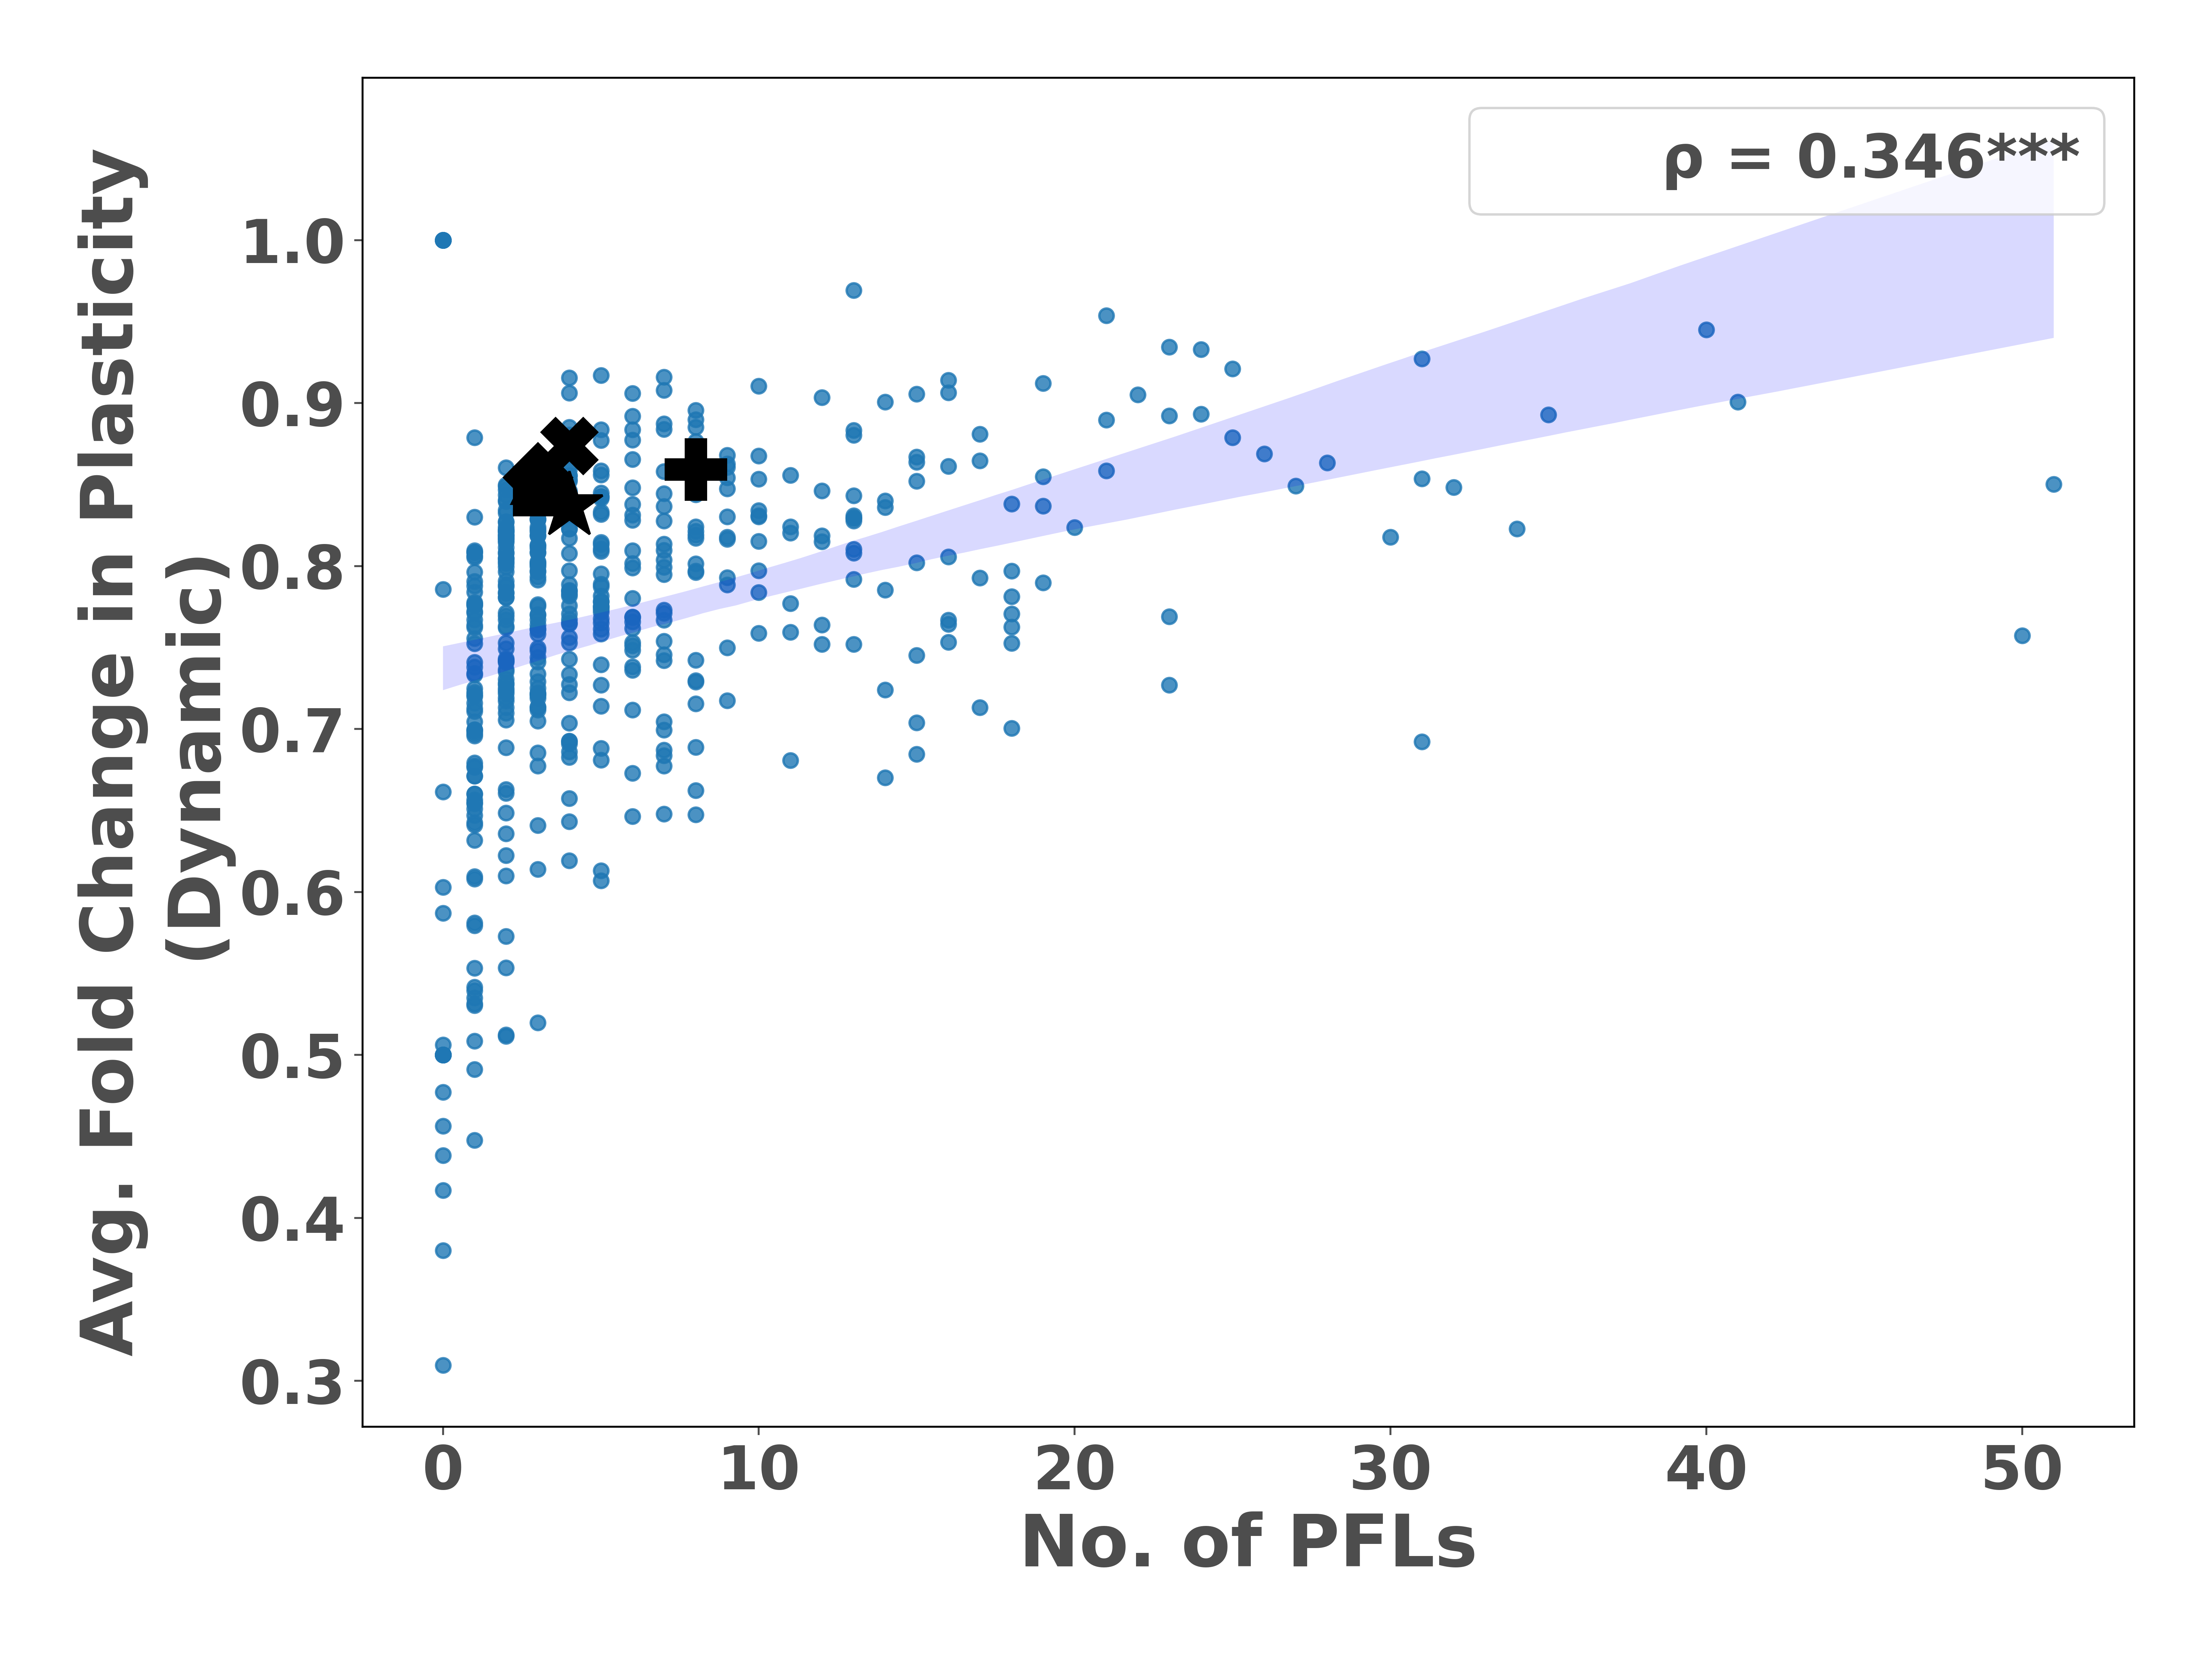 ρ = 0.346***
Avg. Fold Change in Plasticity
(Dynamic)
1.0
0.9
0.8
0.7
0.6
0.5
0.4
0.3
0 10 20 30 40 50
No. of PFLs